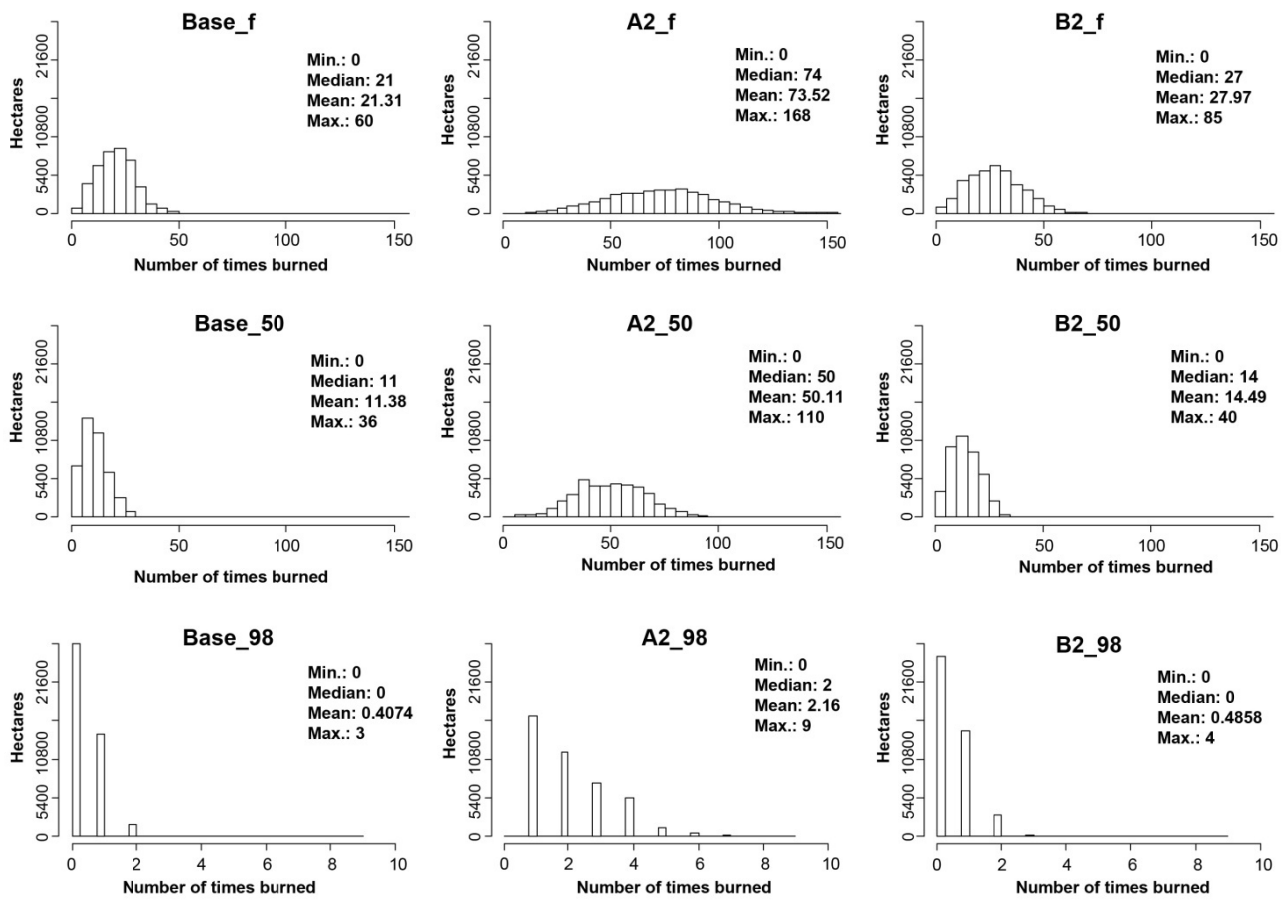 Base_f
Min.: 0
Median: 21
Mean: 21.31
Max.: 60
Hectares
21600
10800
5400
0
0 50 100 150
Number of times burned
A2_f
Min.: 0
Median: 74
Mean: 73.52
Max.: 168
Hectares
21600
10800
5400
0
0 50 100 150
Number of times burned
B2_f
Min.: 0
Median: 27
Mean: 27.97
Max.: 85
Hectares
21600
10800
5400
0
0 50 100 150
Number of times burned
Base_50
Min.: 0
Median: 11
Mean: 11.38
Max.: 36
Hectares
21600
10800
5400
0
0 50 100 150
Number of times burned
A2_50
Min.: 0
Median: 50
Mean: 50.11
Max.: 110
Hectares
21600
10800
5400
0
0 50 100 150
Number of times burned
B2_50
Min.: 0
Median: 14
Mean: 14.49
Max.: 40
Hectares
21600
10800
5400
0
0 50 100 150
Number of times burned
Base_98
Min.: 0
Median: 0
Mean: 0.4074
Max.: 3
Hectares
21600
10800
5400
0
0 2 4 6 8 10
Number of times burned
A2_98
Min.: 0
Median: 2
Mean: 2.16
Max.: 9
Hectares
21600
10800
5400
0
0 2 4 6 8 10
Number of times burned
B2_98
Min.: 0
Median: 0
Mean: 0.4858
Max.: 4
Hectares
21600
10800
5400
0
0 2 4 6 8 10
Number of times burned